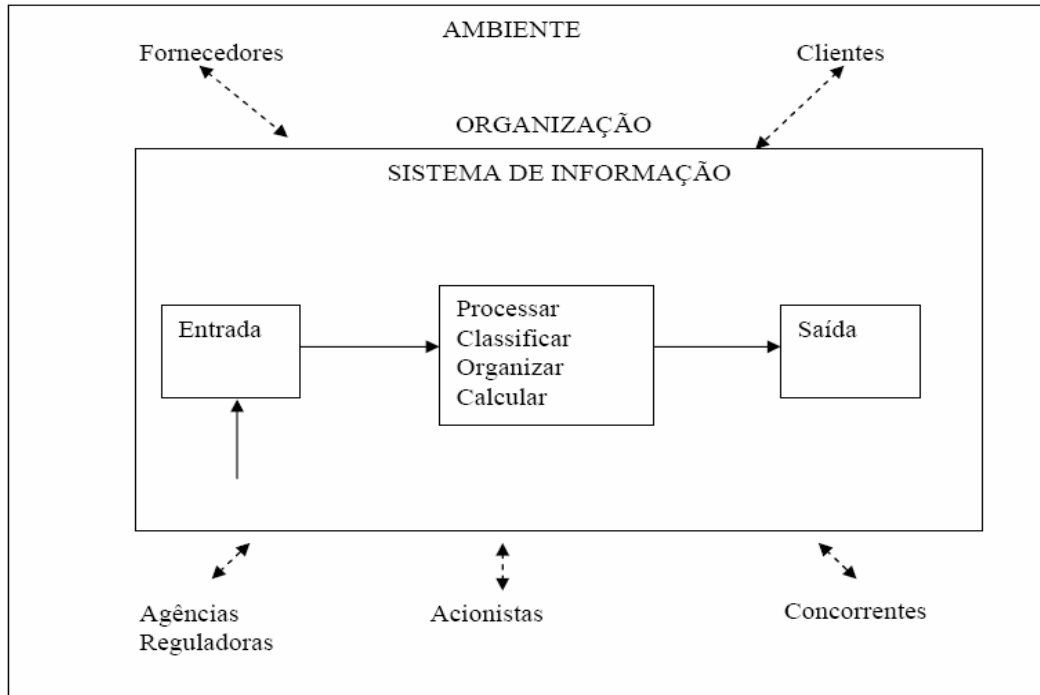 AMBIENTE
Fornecedores
Clientes
ORGANIZAÇÃO
SISTEMA DE INFORMAÇÃO
Entrada
Processar
Classificar
Organizar
Calcular
Saída
Agências
Reguladoras
Acionistas
Concorrentes